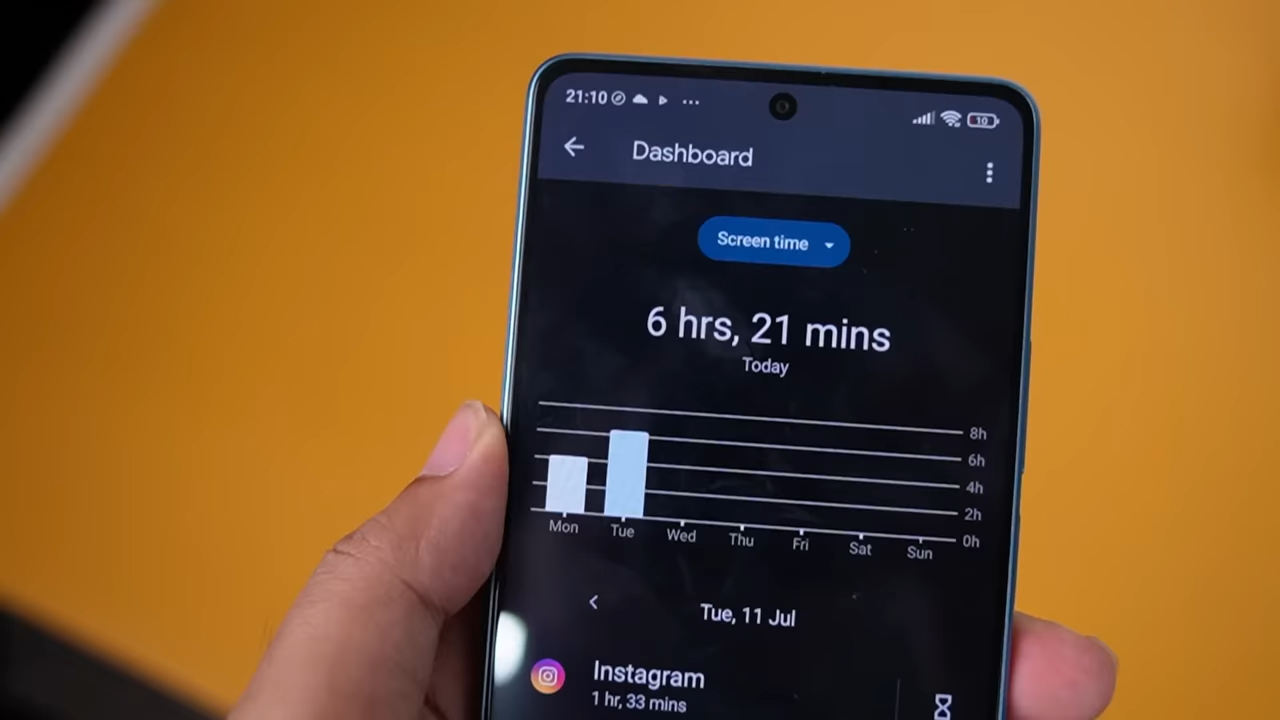 21:10 ... 10
Dashboard
Screen time
6 hrs, 21 mins
Today
8h
6h
4h
2h
0h
Mon Tue Wed Thu Fri Sat Sun
Tue, 11 Jul
Instagram
1 hr, 33 mins